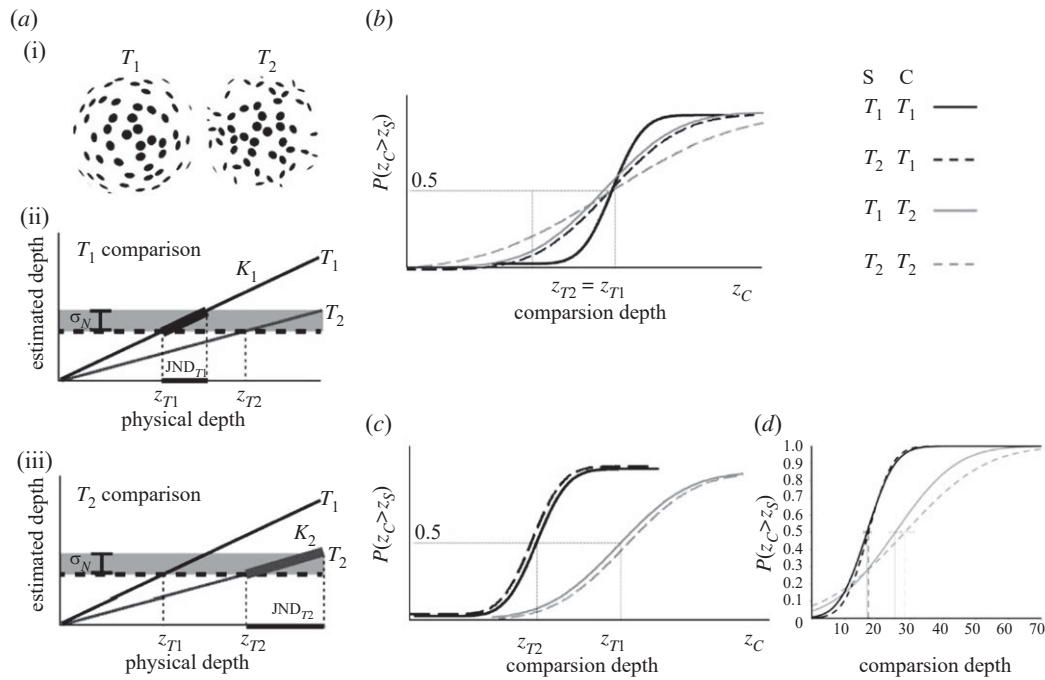 (a)
(i)
T1 T2
(ii)
T1 comparison
K1
T1
T2
σN
JNDT1
zT1 zT2
estimated depth
physical depth
(iii)
T2 comparison
T1
K2
T2
σN
JNDT2
zT1 zT2
estimated depth
physical depth
(b)
P(zC>zS)
0.5
zT2 = zT1 zC
comparsion depth
S C
T1 T1
T2 T1
T1 T2
T2 T2
(c)
P(zC>zS)
0.5
zT2 zT1 zC
comparsion depth
(d)
P(zC>zS)
1.0
0.9
0.8
0.7
0.6
0.5
0.4
0.3
0.2
0.1
0
10 20 30 40 50 60 70
comparsion depth